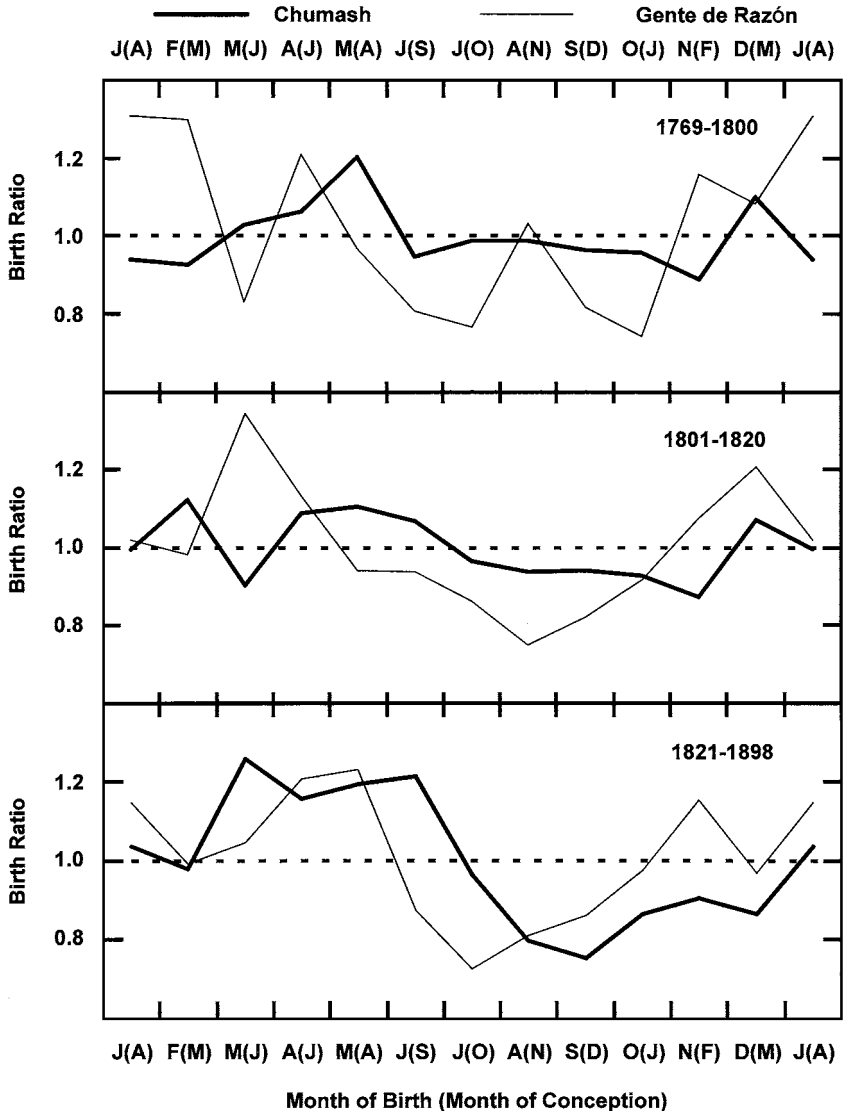 Chumash Gente de Razón
J(A) F(M) M(J) A(J) M(A) J(S) J(O) A(N) S(D) O(J) N(F) D(M) J(A)
1769-1800
1.2
1.0
0.8
Birth Ratio
1801-1820
1.2
1.0
0.8
Birth Ratio
1821-1898
1.2
1.0
0.8
Birth Ratio
J(A) F(M) M(J) A(J) M(A) J(S) J(O) A(N) S(D) O(J) N(F) D(M) J(A)
Month of Birth (Month of Conception)